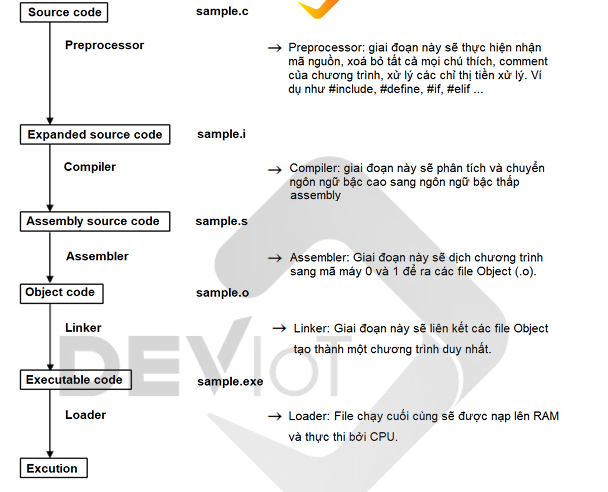 Source code
sample.c
Preprocessor
→ Preprocessor: giai đoạn này sẽ thực hiện nhận
mã nguồn, xoá bỏ tất cả mọi chú thích, comment
của chương trình, xử lý các chỉ thị tiền xử lý. Ví
dụ như #include, #define, #if, #elif ...
Expanded source code
sample.i
Compiler
→ Compiler: giai đoạn này sẽ phân tích và chuyển
ngôn ngữ bậc cao sang ngôn ngữ bậc thấp
assembly
Assembly source code
sample.s
Assembler
→ Assembler: Giai đoạn này sẽ dịch chương trình
sang mã máy 0 và 1 để ra các file Object (.o).
Object code
sample.o
Linker
→ Linker: Giai đoạn này sẽ liên kết các file Object
tạo thành một chương trình duy nhất.
DEVIOT
Executable code
sample.exe
Loader
→ Loader: File chạy cuối cùng sẽ được nạp lên RAM
và thực thi bởi CPU.
Excution